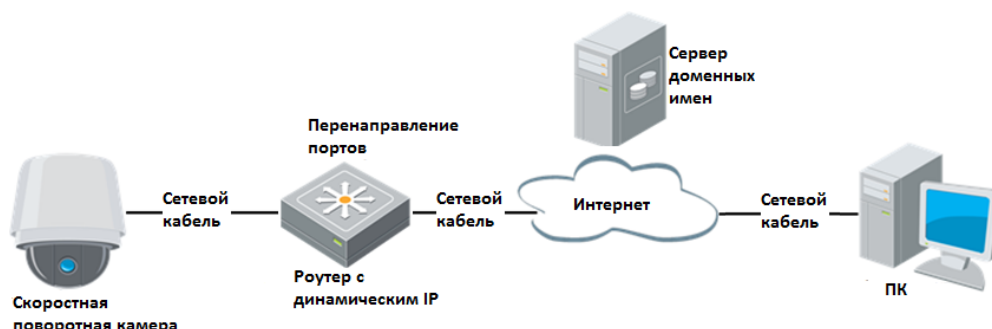 Сервер
доменных
имен
Перенаправление
портов
Сетевой
кабель
Сетевой
кабель
Интернет
Сетевой
кабель
Роутер с
динамическим IP
ПК
Скоростная
поворотная камера